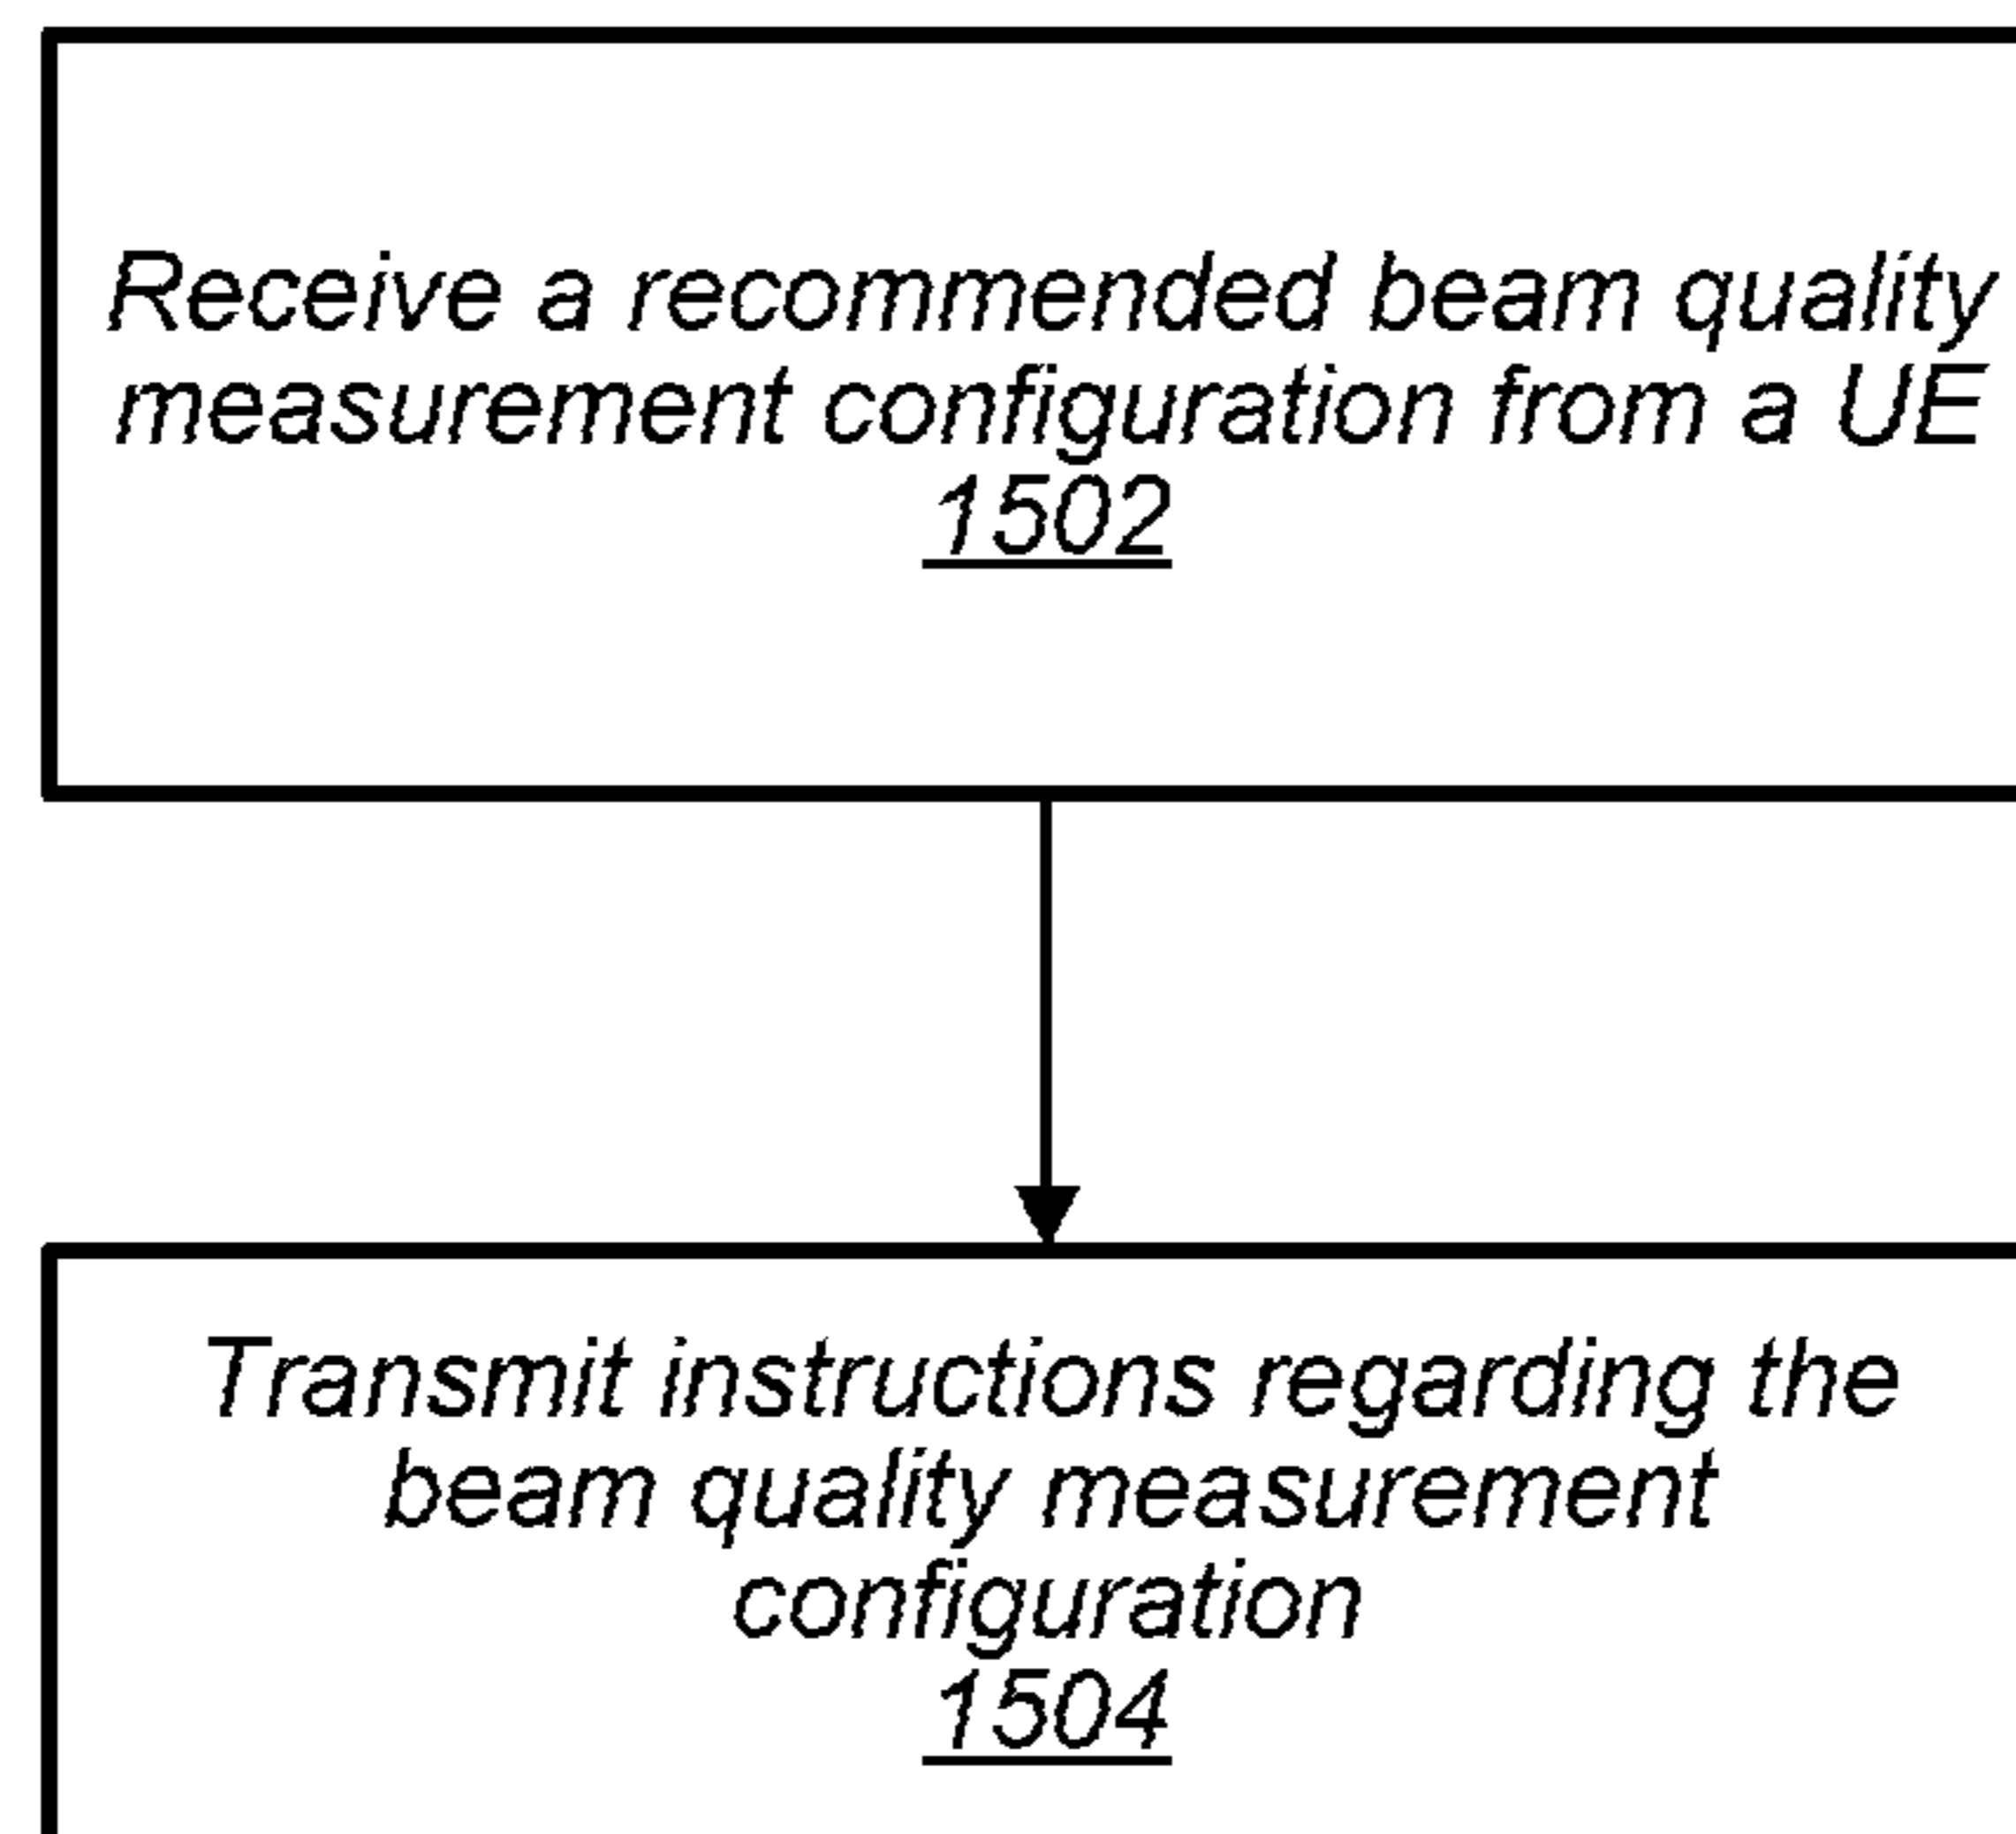 Receive a recommended beam quality
measurement configuration from a UE
1502
Transmit instructions regarding the
beam quality measurement
configuration
1504